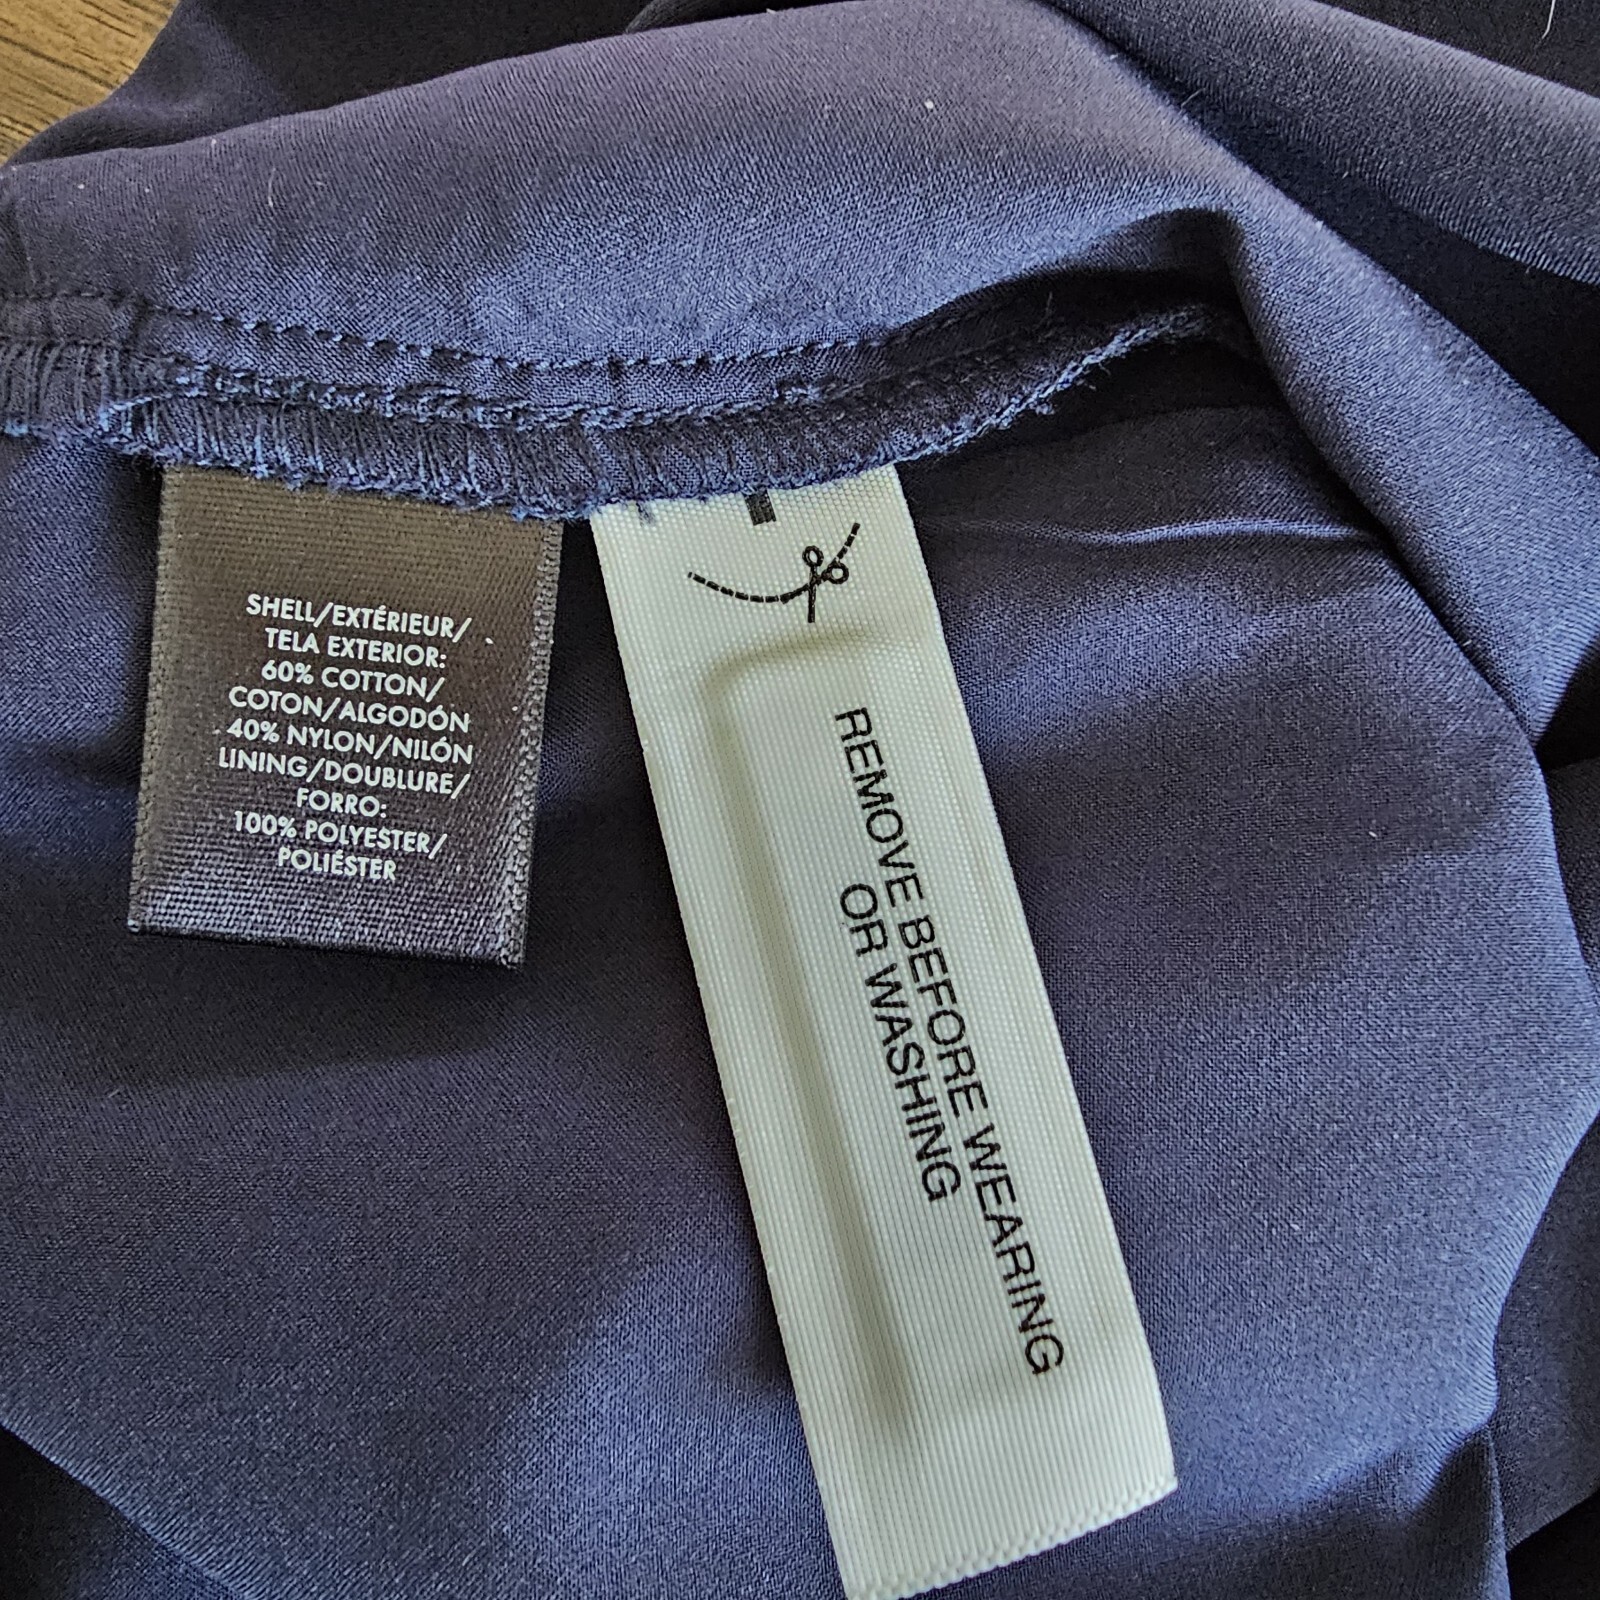 SHELL/EXTÉRIEUR/
TELA EXTERIOR:
60% COTTON/
COTON/ALGODÓN
40% NYLON/NILÓN
LINING/DOUBLURE/
FORRO:
100% POLYESTER/
POLIÉSTER
REMOVE BEFORE WEARING
OR WASHING